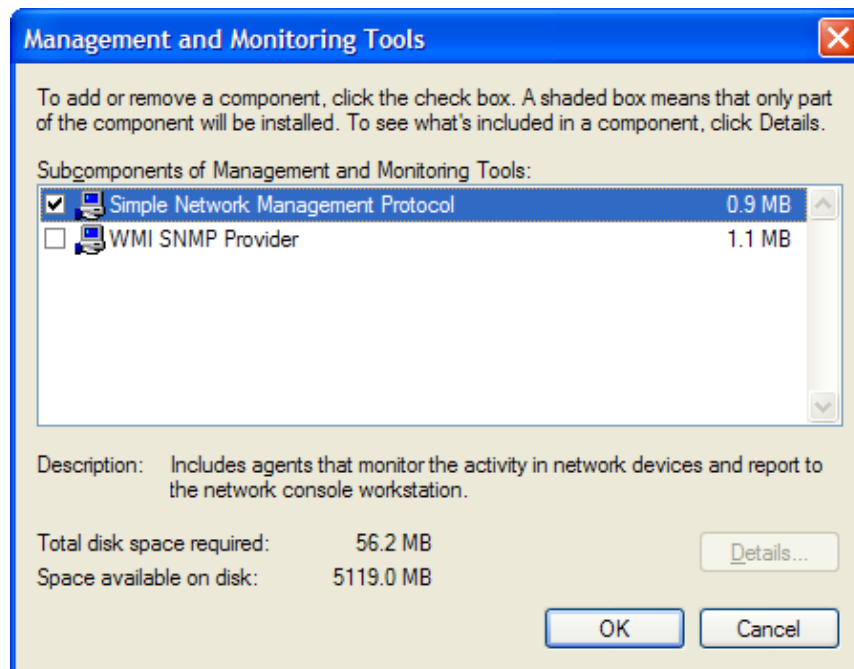 Management and Monitoring Tools
To add or remove a component, click the check box. A shaded box means that only part
of the component will be installed. To see what's included in a component, click Details.
Subcomponents of Management and Monitoring Tools:
Simple Network Management Protocol 0.9 MB
WMI SNMP Provider 1.1 MB
Description: Includes agents that monitor the activity in network devices and report to
the network console workstation.
Total disk space required: 56.2 MB
Space available on disk: 5119.0 MB
Details...
OK Cancel